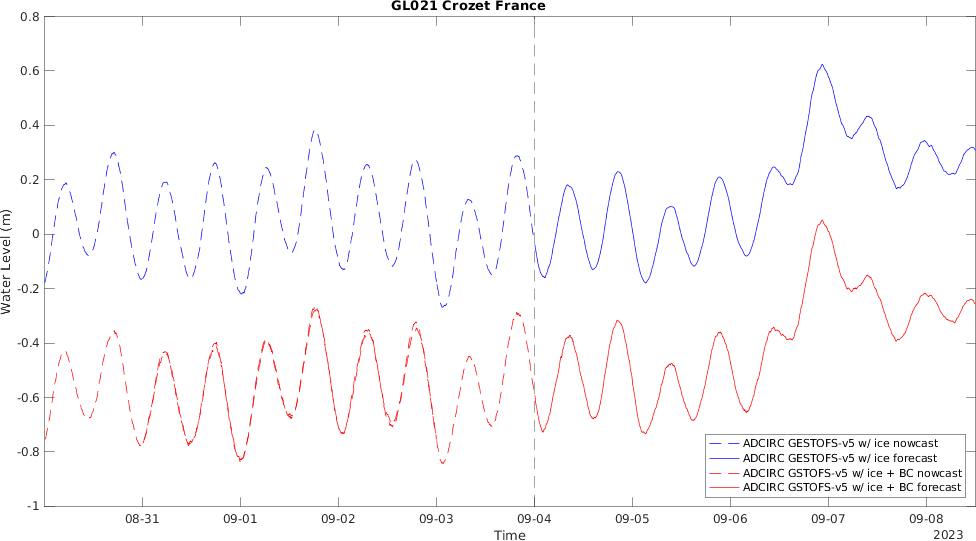 GL021 Crozet France
Water Level (m)
0.8
0.6
0.4
0.2
0
-0.2
-0.4
-0.6
-0.8
-1
ADCIRC GESTOFS-v5 w/ ice nowcast
ADCIRC GESTOFS-v5 w/ ice forecast
ADCIRC GSTOFS-v5 w/ ice + BC nowcast
ADCIRC GSTOFS-v5 w/ ice + BC forecast
08-31 09-01 09-02 09-03 09-04 09-05 09-06 09-07 09-08
Time
2023